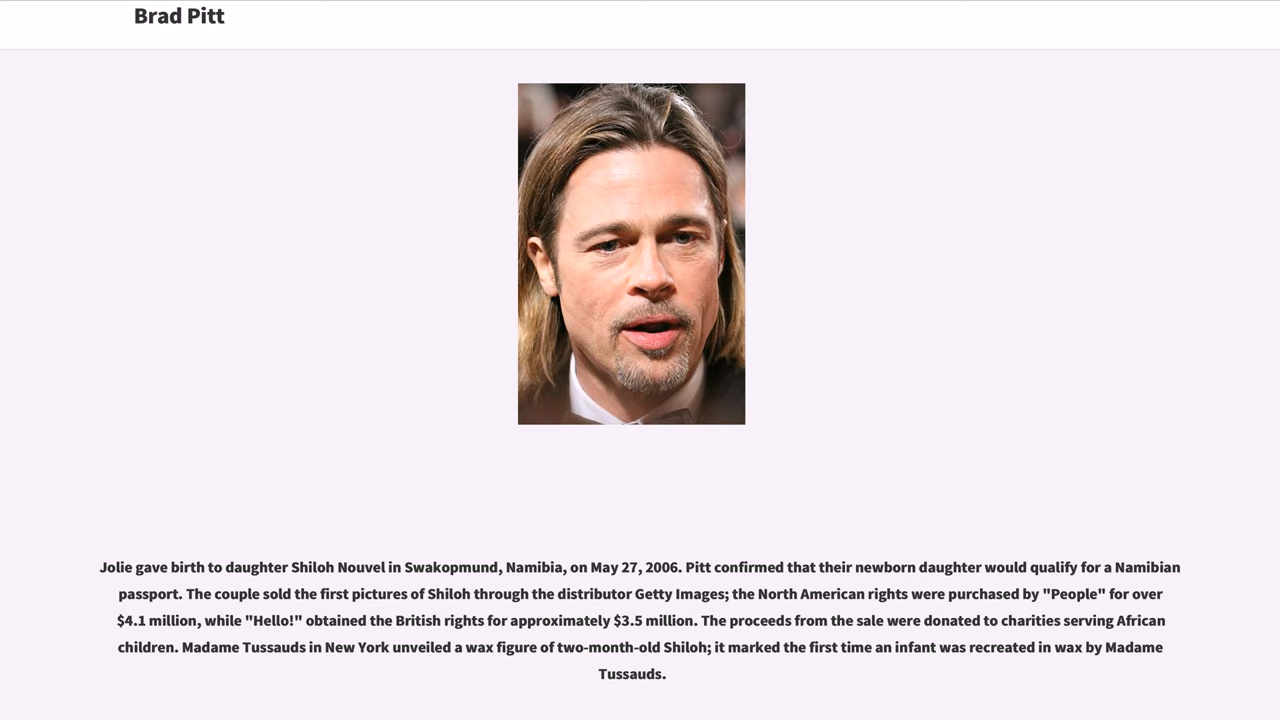 Brad Pitt
Jolie gave birth to daughter Shiloh Nouvel in Swakopmund, Namibia, on May 27, 2006. Pitt confirmed that their newborn daughter would qualify for a Namibian
passport. The couple sold the first pictures of Shiloh through the distributor Getty Images; the North American rights were purchased by "People" for over
$4.1 million, while "Hello!" obtained the British rights for approximately $3.5 million. The proceeds from the sale were donated to charities serving African
children. Madame Tussauds in New York unveiled a wax figure of two-month-old Shiloh; it marked the first time an infant was recreated in wax by Madame
Tussauds.